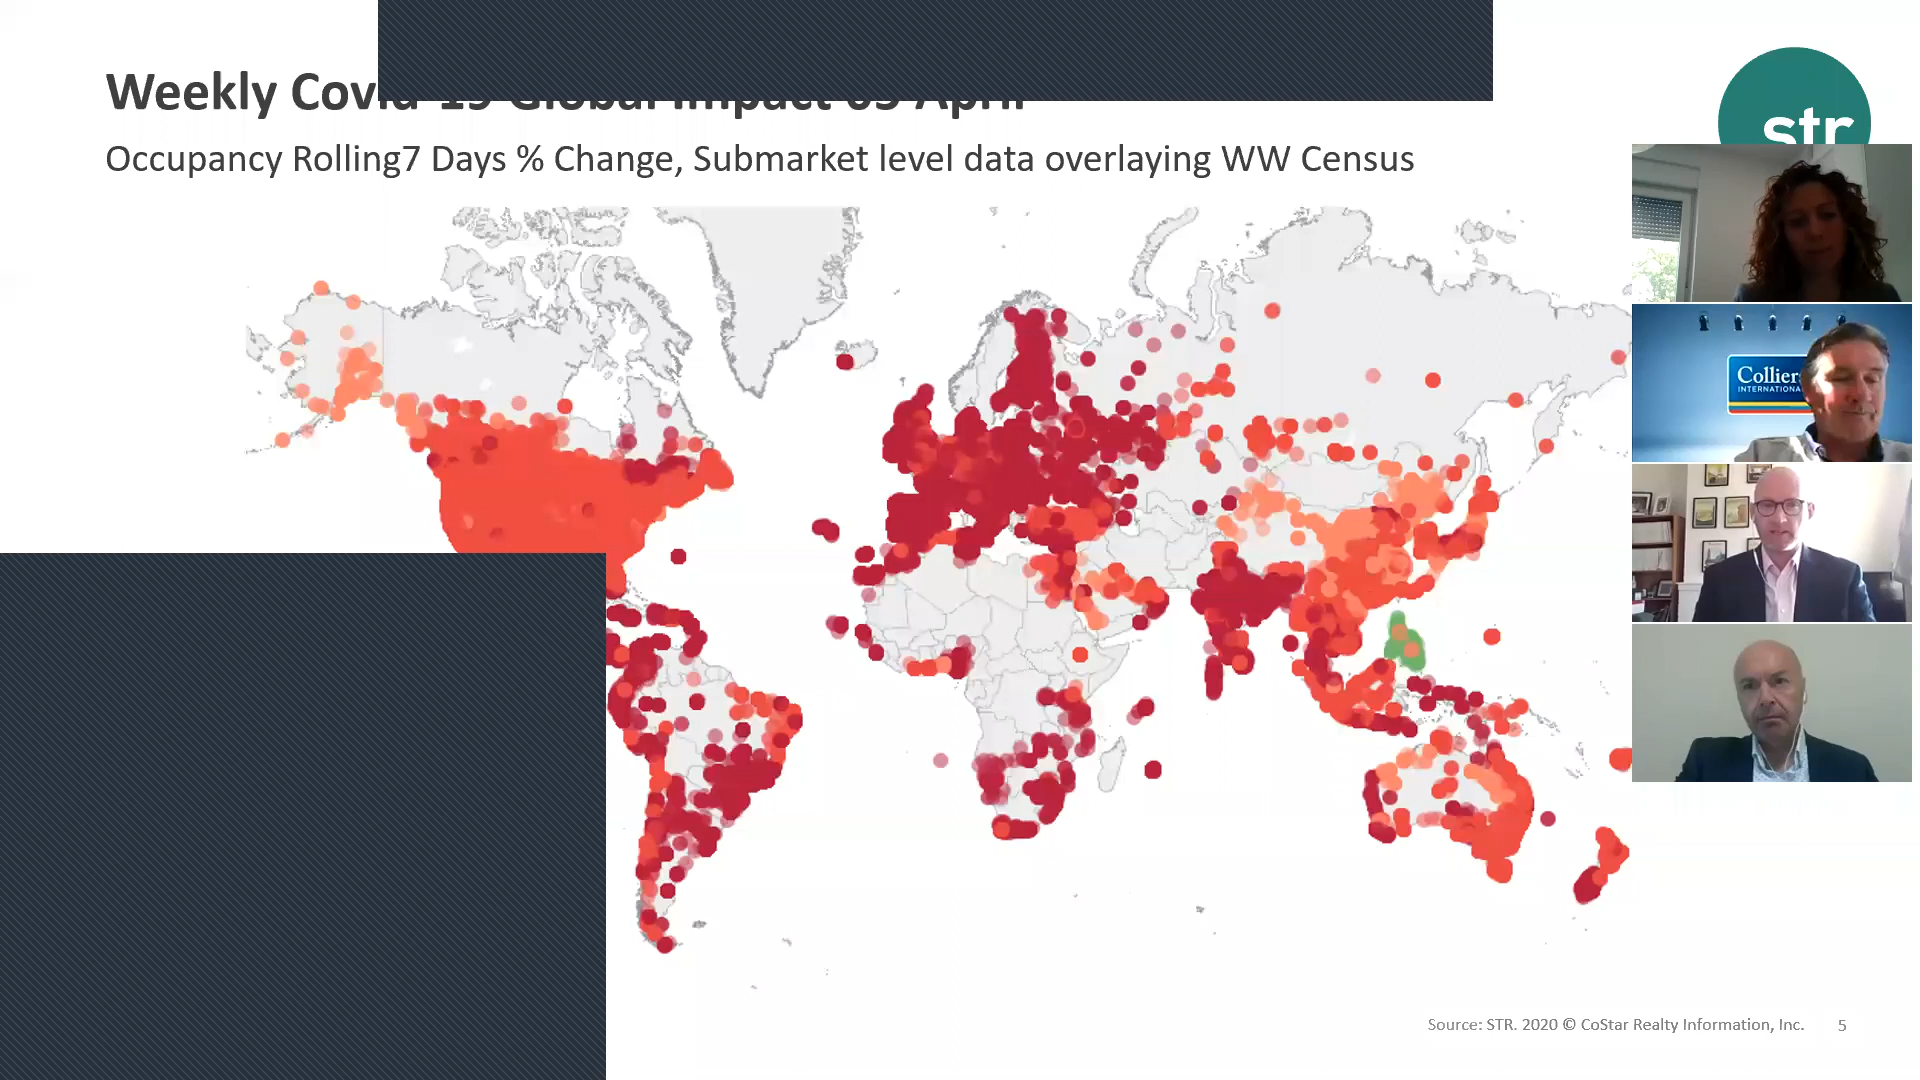 Weekly Covid-19 Global Impact 03 April
Occupancy Rolling7 Days % Change, Submarket level data overlaying WW Census
str
Colliers
INTERNATIONAL
Source: STR. 2020 © CoStar Realty Information, Inc.
5